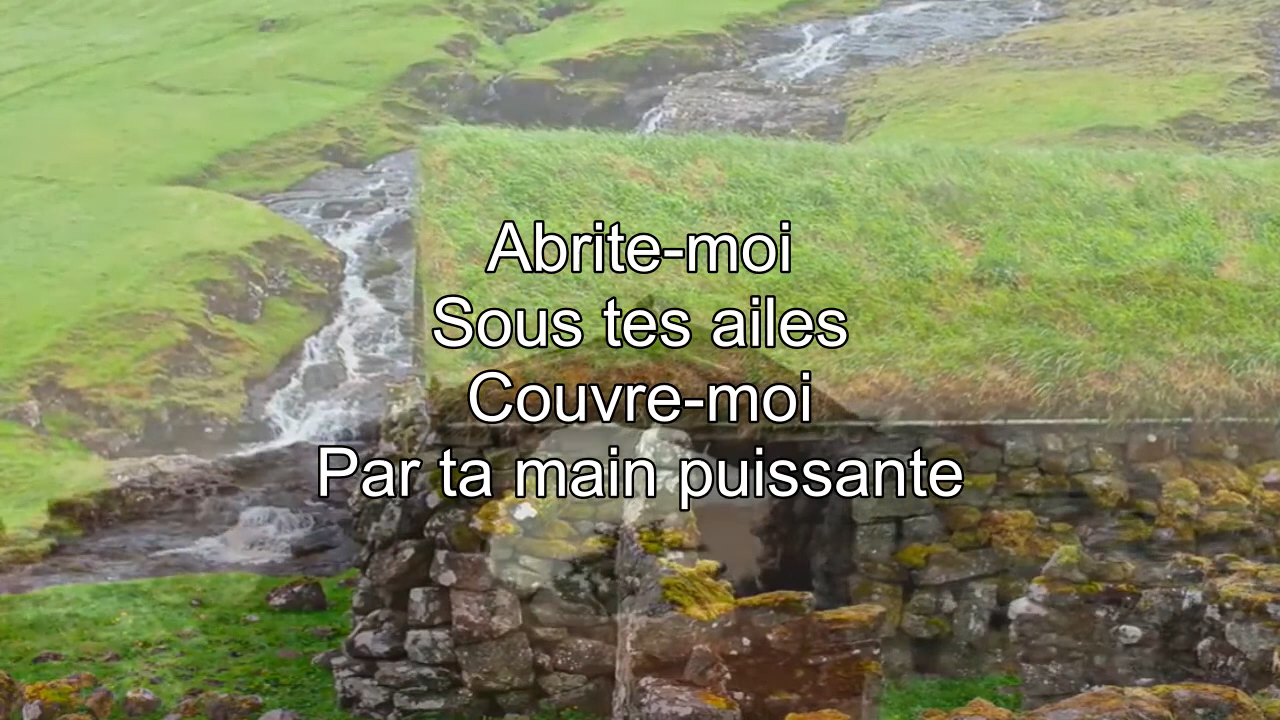 Abrite-moi
Sous tes ailes
Couvre-moi
Par ta main puissante